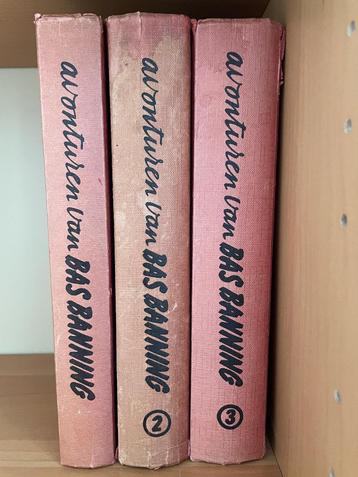 avonturen van BAS BANNING
avonturen van BAS BANNING 2
avonturen van BAS BANNING 3